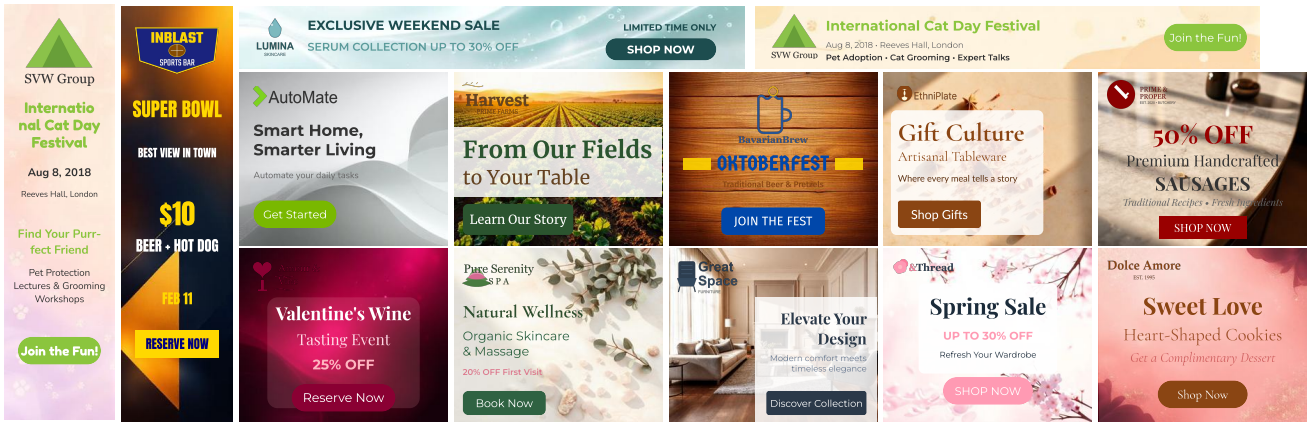 SVW Group
Internatio
nal Cat Day
Festival
Aug 8, 2018
Reeves Hall, London
Find Your Purr-
fect Friend
Pet Protection
Lectures & Grooming
Workshops
Join the Fun!
INBLAST
SPORTS BAR
SUPER BOWL
BEST VIEW IN TOWN
$10
BEER + HOT DOG
FEB 11
RESERVE NOW
LUMINA
SKINCARE
EXCLUSIVE WEEKEND SALE
SERUM COLLECTION UP TO 30% OFF
LIMITED TIME ONLY
SHOP NOW
SVW Group
International Cat Day Festival
Aug 8, 2018 • Reeves Hall, London
Pet Adoption • Cat Grooming • Expert Talks
Join the Fun!
AutoMate
Smart Home,
Smarter Living
Automate your daily tasks
Get Started
Harvest
PRIME FARMS
From Our Fields
to Your Table
Learn Our Story
BavarianBrew
OKTOBERFEST
Traditional Beer & Pretzels
JOIN THE FEST
EthniPlate
Gift Culture
Artisanal Tableware
Where every meal tells a story
Shop Gifts
PRIME &
PROPER
50% OFF
Premium Handcrafted
SAUSAGES
Traditional Recipes • Fresh Ingredients
SHOP NOW
Valentine's Wine
Tasting Event
25% OFF
Reserve Now
Pure Serenity
SPA
Natural Wellness
Organic Skincare
& Massage
20% OFF First Visit
Book Now
Great
Space
FURNITURE
Elevate Your
Design
Modern comfort meets
timeless elegance
Discover Collection
&Thread
Spring Sale
UP TO 30% OFF
Refresh Your Wardrobe
SHOP NOW
Dolce Amore
EST. 1995
Sweet Love
Heart-Shaped Cookies
Get a Complimentary Dessert
Shop Now